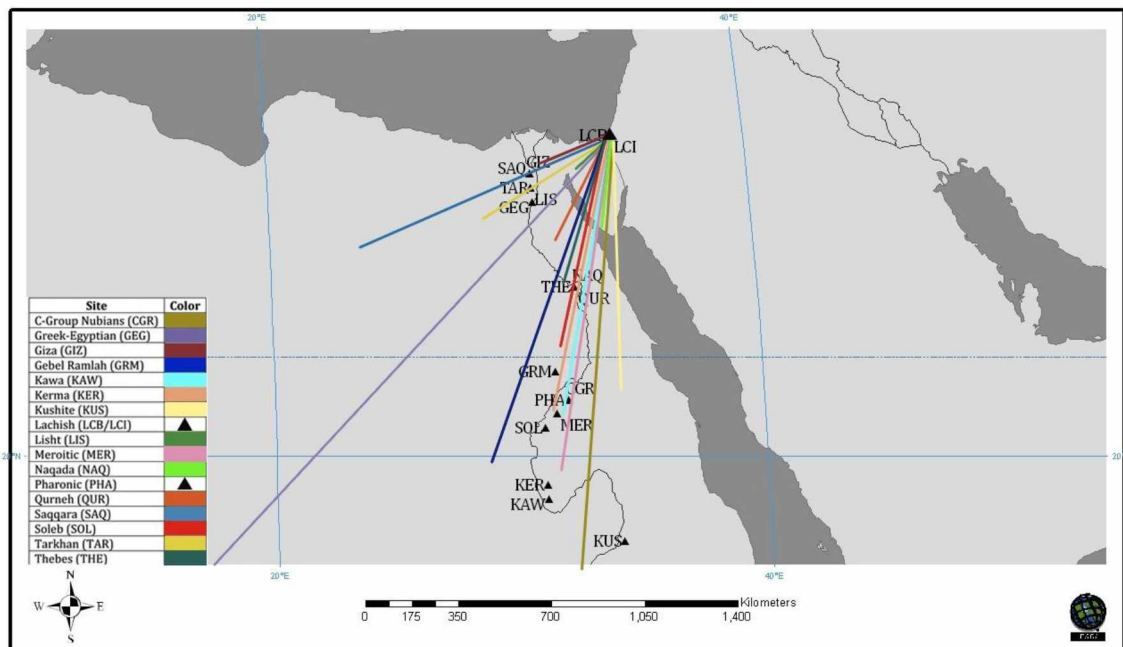 20°E
40°E
LCB
LCI
GIZ
SAQ
TAR
LIS
GEG
NAQ
THE
QUR
GRM
CGR
PHA
MER
SOL
KER
KAW
KUS
20°N
20°E
40°E
Site Color
C-Group Nubians (CGR)
Greek-Egyptian (GEG)
Giza (GIZ)
Gebel Ramlah (GRM)
Kawa (KAW)
Kerma (KER)
Kushite (KUS)
Lachish (LCB/LCI)
Lisht (LIS)
Meroitic (MER)
Naqada (NAQ)
Pharonic (PHA)
Qurneh (QUR)
Saqqara (SAQ)
Soleb (SOL)
Tarkhan (TAR)
Thebes (THE)
N
W E
S
Kilometers
0 175 350 700 1,050 1,400